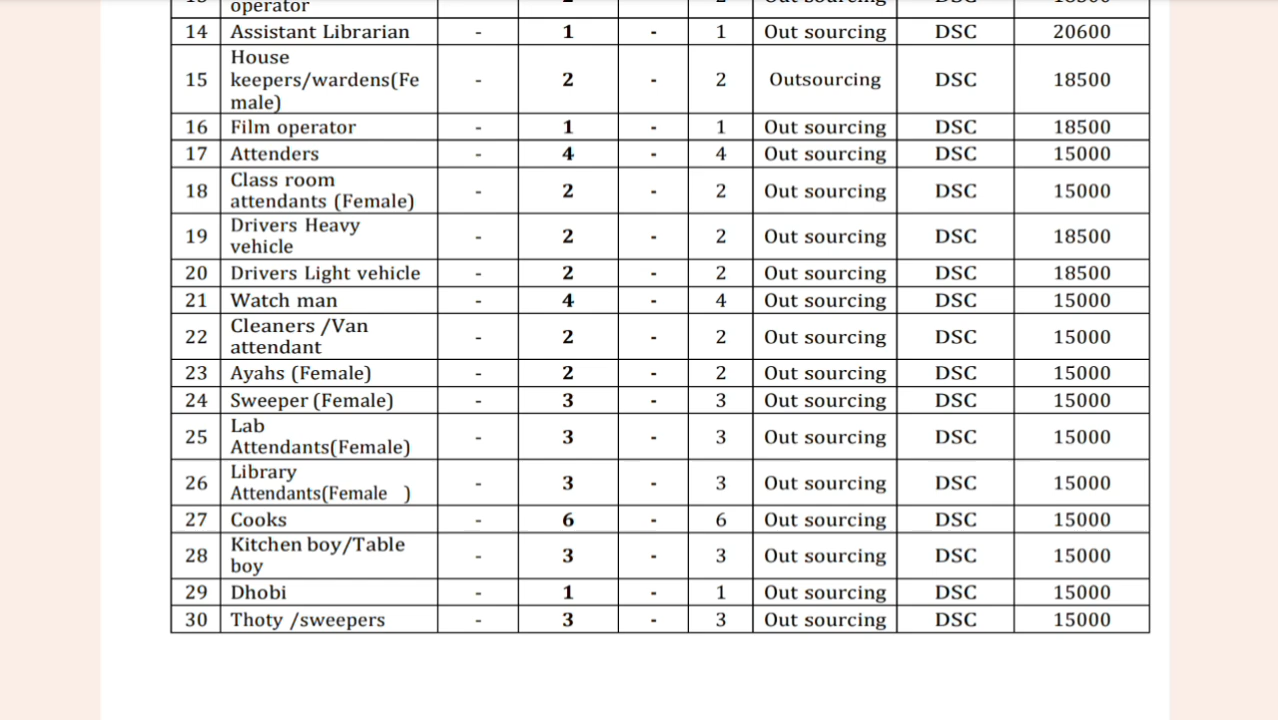 operator
14 Assistant Librarian - 1 - 1 Out sourcing DSC 20600
House
15 keepers/wardens(Fe - 2 - 2 Outsourcing DSC 18500
male)
16 Film operator - 1 - 1 Out sourcing DSC 18500
17 Attenders - 4 - 4 Out sourcing DSC 15000
Class room
18 - 2 - 2 Out sourcing DSC 15000
attendants (Female)
Drivers Heavy
19 - 2 - 2 Out sourcing DSC 18500
vehicle
20 Drivers Light vehicle - 2 - 2 Out sourcing DSC 18500
21 Watch man - 4 - 4 Out sourcing DSC 15000
Cleaners /Van
22 - 2 - 2 Out sourcing DSC 15000
attendant
23 Ayahs (Female) - 2 - 2 Out sourcing DSC 15000
24 Sweeper (Female) - 3 - 3 Out sourcing DSC 15000
Lab
25 - 3 - 3 Out sourcing DSC 15000
Attendants(Female)
Library
26 - 3 - 3 Out sourcing DSC 15000
Attendants(Female )
27 Cooks - 6 - 6 Out sourcing DSC 15000
Kitchen boy/Table
28 - 3 - 3 Out sourcing DSC 15000
boy
29 Dhobi - 1 - 1 Out sourcing DSC 15000
30 Thoty /sweepers - 3 - 3 Out sourcing DSC 15000